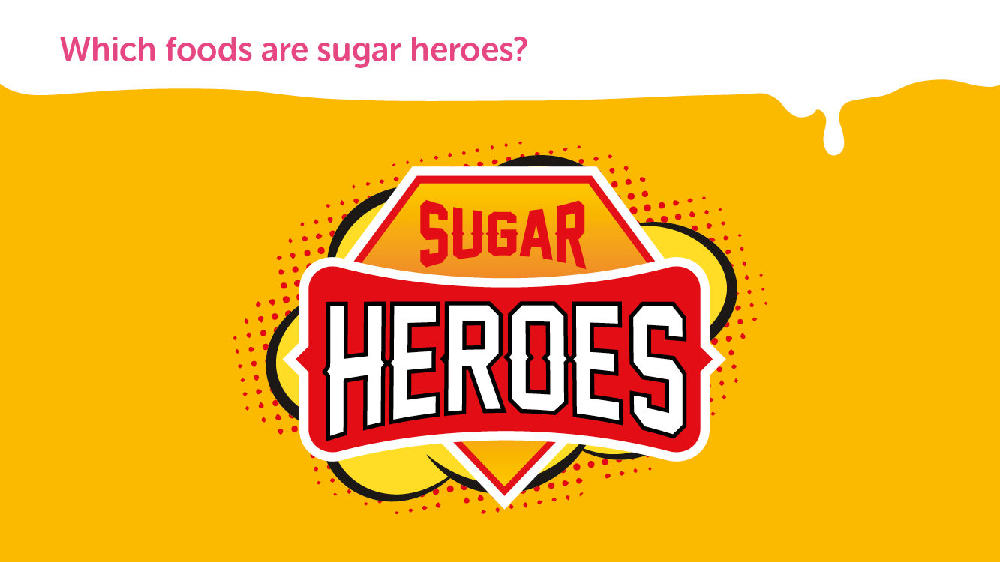 Which foods are sugar heroes?
SUGAR
HEROES